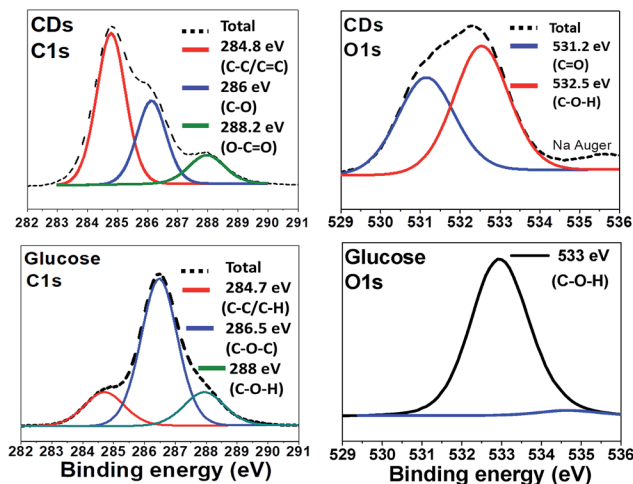 CDs
C1s
Total
284.8 eV
(C-C/C=C)
286 eV
(C-O)
288.2 eV
(O-C=O)
282 283 284 285 286 287 288 289 290 291
CDs
O1s
Total
531.2 eV
(C=O)
532.5 eV
(C-O-H)
Na Auger
529 530 531 532 533 534 535 536
Glucose
C1s
Total
284.7 eV
(C-C/C-H)
286.5 eV
(C-O-C)
288 eV
(C-O-H)
282 283 284 285 286 287 288 289 290 291
Binding energy (eV)
Glucose
O1s
533 eV
(C-O-H)
529 530 531 532 533 534 535 536
Binding energy (eV)